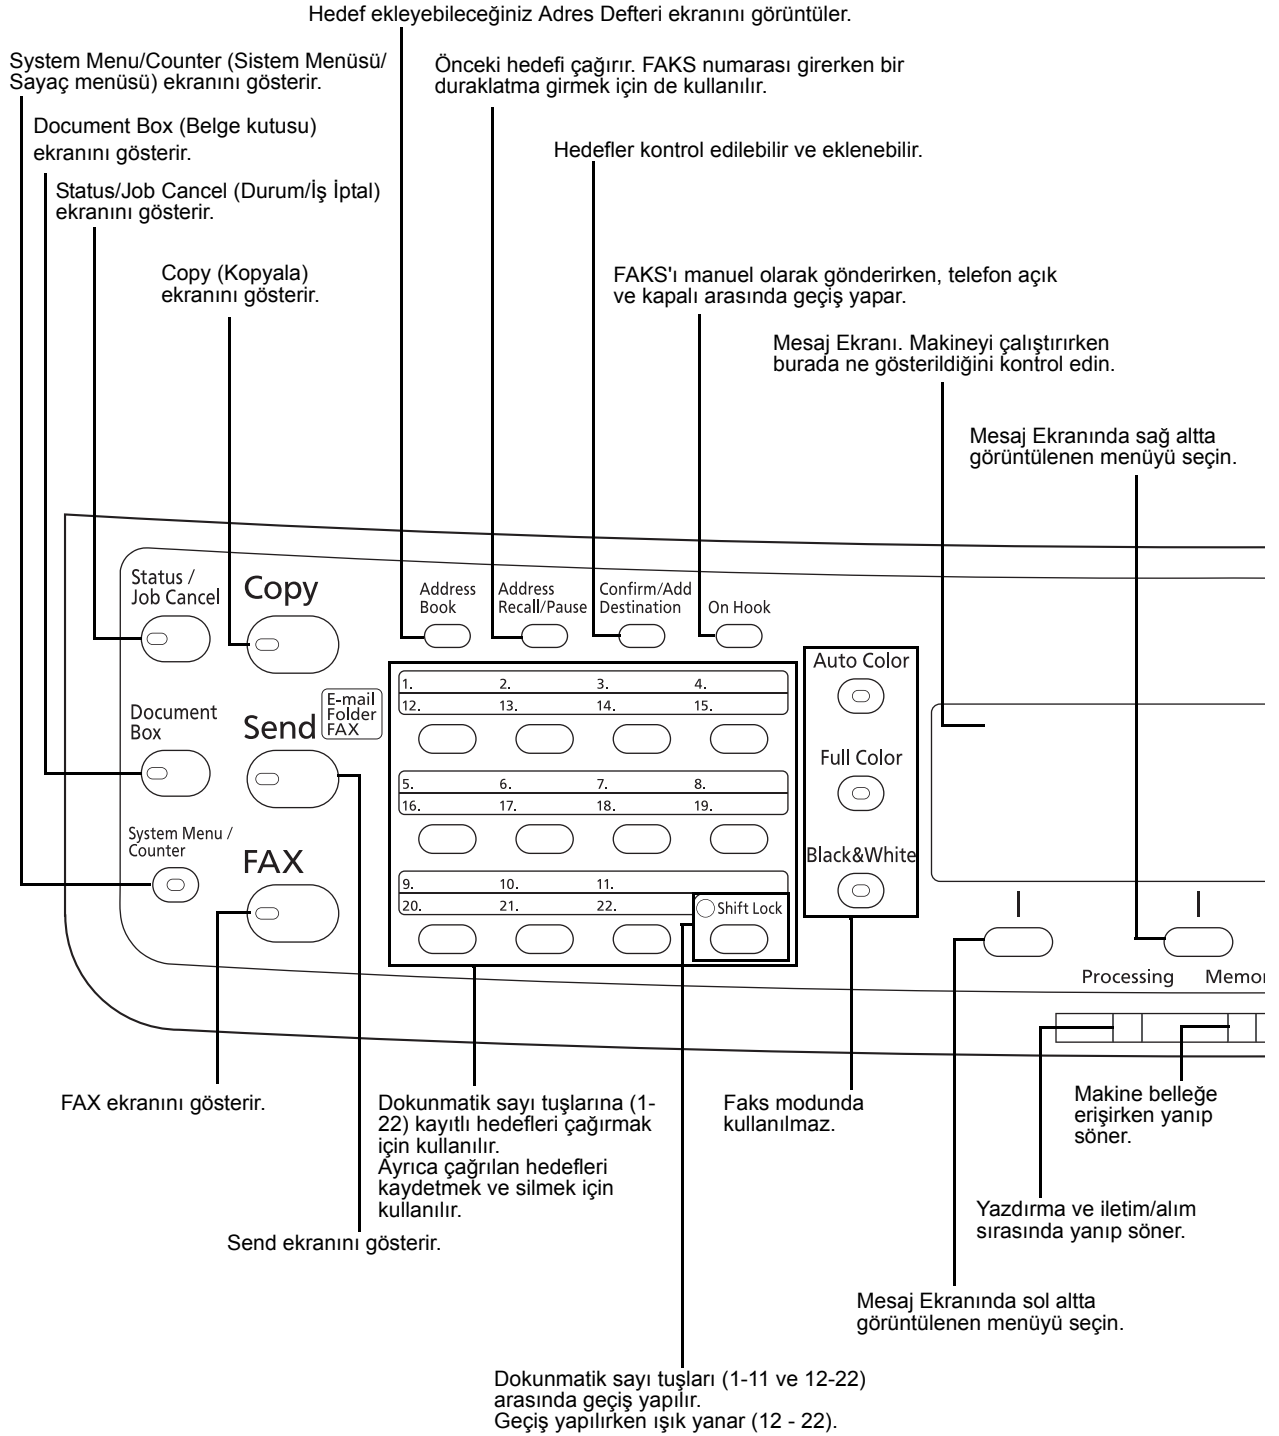 Hedef ekleyebileceğiniz Adres Defteri ekranını görüntüler.
System Menu/Counter (Sistem Menüsü/
Sayaç menüsü) ekranını gösterir.
Önceki hedefi çağırır. FAKS numarası girerken bir
duraklatma girmek için de kullanılır.
Document Box (Belge kutusu)
ekranını gösterir.
Hedefler kontrol edilebilir ve eklenebilir.
Status/Job Cancel (Durum/İş İptal)
ekranını gösterir.
Copy (Kopyala)
ekranını gösterir.
FAKS'ı manuel olarak gönderirken, telefon açık
ve kapalı arasında geçiş yapar.
Mesaj Ekranı. Makineyi çalıştırırken
burada ne gösterildiğini kontrol edin.
Mesaj Ekranında sağ altta
görüntülenen menüyü seçin.
Status /
Job Cancel
Copy
Address
Book
Address
Recall/Pause
Confirm/Add
Destination
On Hook
Auto Color
1. 2. 3. 4.
12. 13. 14. 15.
Document
Box
Send
E-mail
Folder
FAX
Full Color
5. 6. 7. 8.
16. 17. 18. 19.
System Menu /
Counter
FAX
Black&White
9. 10. 11.
20. 21. 22.
Shift Lock
Processing
Memor
FAX ekranını gösterir.
Dokunmatik sayı tuşlarına (1-
22) kayıtlı hedefleri çağırmak
için kullanılır.
Ayrıca çağrılan hedefleri
kaydetmek ve silmek için
kullanılır.
Faks modunda
kullanılmaz.
Makine belleğe
erişirken yanıp
söner.
Yazdırma ve iletim/alım
sırasında yanıp söner.
Send ekranını gösterir.
Mesaj Ekranında sol altta
görüntülenen menüyü seçin.
Dokunmatik sayı tuşları (1-11 ve 12-22)
arasında geçiş yapılır.
Geçiş yapılırken ışık yanar (12 - 22).